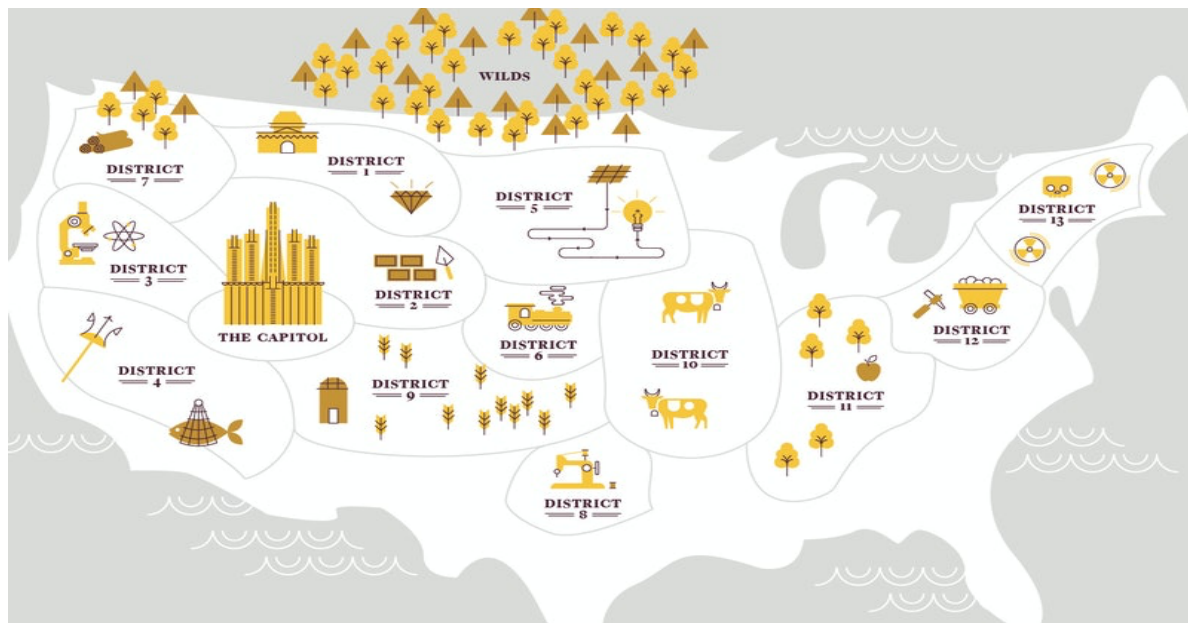 WILDS
DISTRICT
7
DISTRICT
1
DISTRICT
5
DISTRICT
13
DISTRICT
3
DISTRICT
2
THE CAPITOL
DISTRICT
6
DISTRICT
12
DISTRICT
10
DISTRICT
4
DISTRICT
9
DISTRICT
11
DISTRICT
8